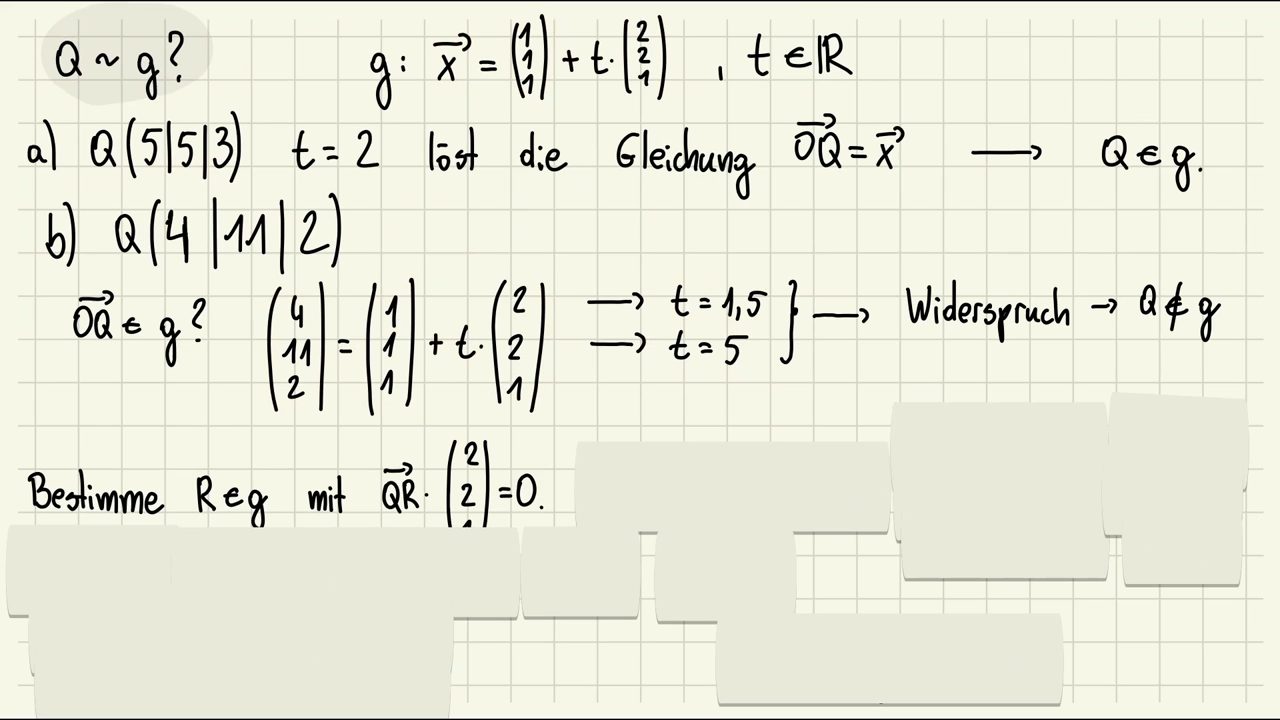 Q ~ g? g: x⃗ = (1 1 1) + t · (2 2 1) , t ∈ ℝ
a) Q(5|5|3) t = 2 löst die Gleichung OQ⃗ = x⃗ → Q ∈ g.
b) Q(4|11|2)
OQ⃗ ∈ g? (4 11 2) = (1 1 1) + t · (2 2 1) → t = 1,5 → t = 5 } → Widerspruch → Q ∉ g
Bestimme R ∈ g mit QR⃗ · (2 2 1) = 0.